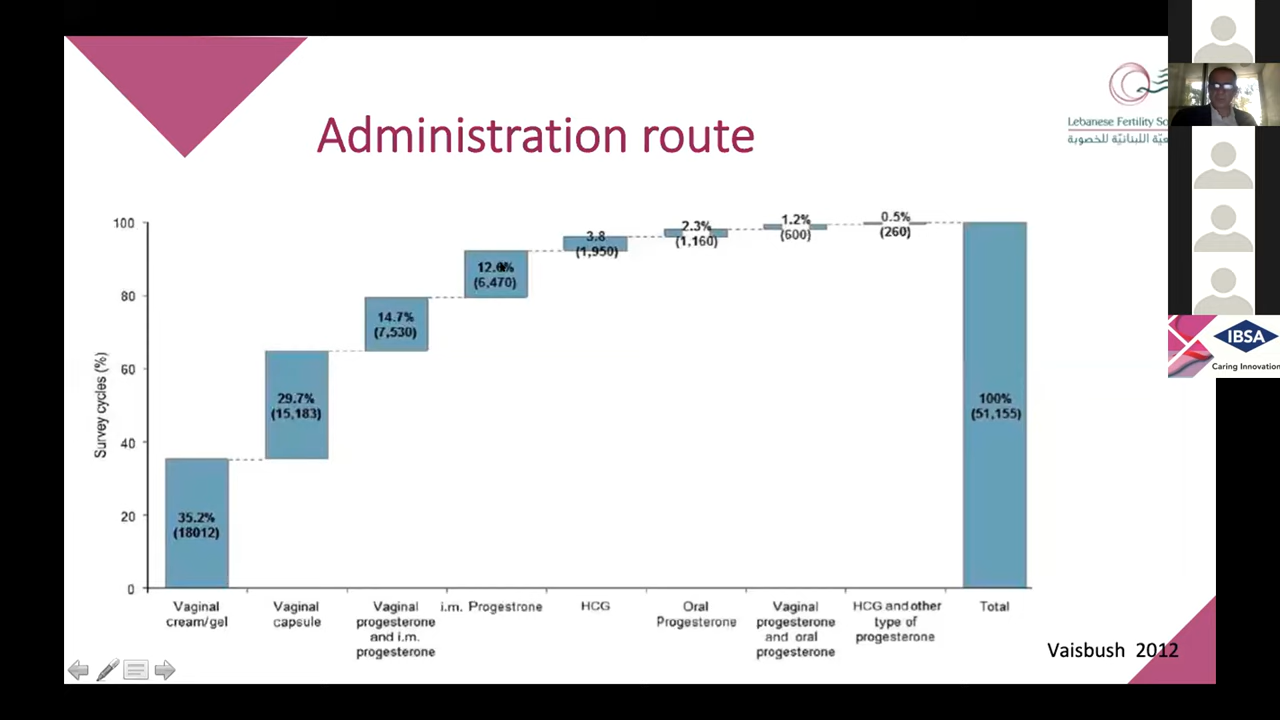 Administration route
Lebanese Fertility So
اللبنانيّة للخصوبة
IBSA
Caring Innovation
Survey cycles (%)
100
80
60
40
20
0
35.2%
(18012)
29.7%
(15,183)
14.7%
(7,530)
(6,470)
3.8
(1,950)
2.3%
(1,160)
1.2%
(600)
0.5%
(260)
100%
(51,155)
Vaginal
cream/gel
Vaginal
capsule
Vaginal
progesterone
and i.m.
progesterone
i.m. Progestrone
HCG
Oral
Progesterone
Vaginal
progesterone
and oral
progesterone
HCG and other
type of
progesterone
Total
Vaisbush 2012